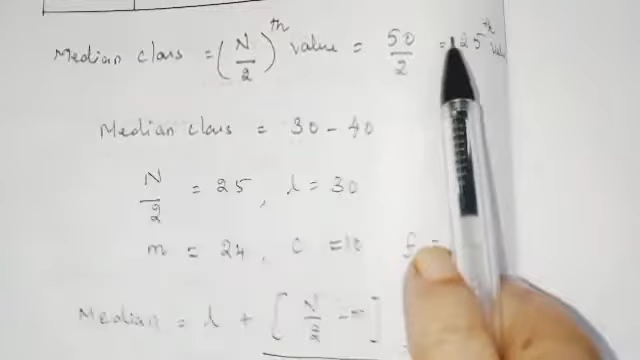 Median class = (N/2)th value = 50/2 = 25th value
Median class = 30 - 40
N/2 = 25, l = 30
m = 24, c = 10 f =
Median = l + [N/2 - m]